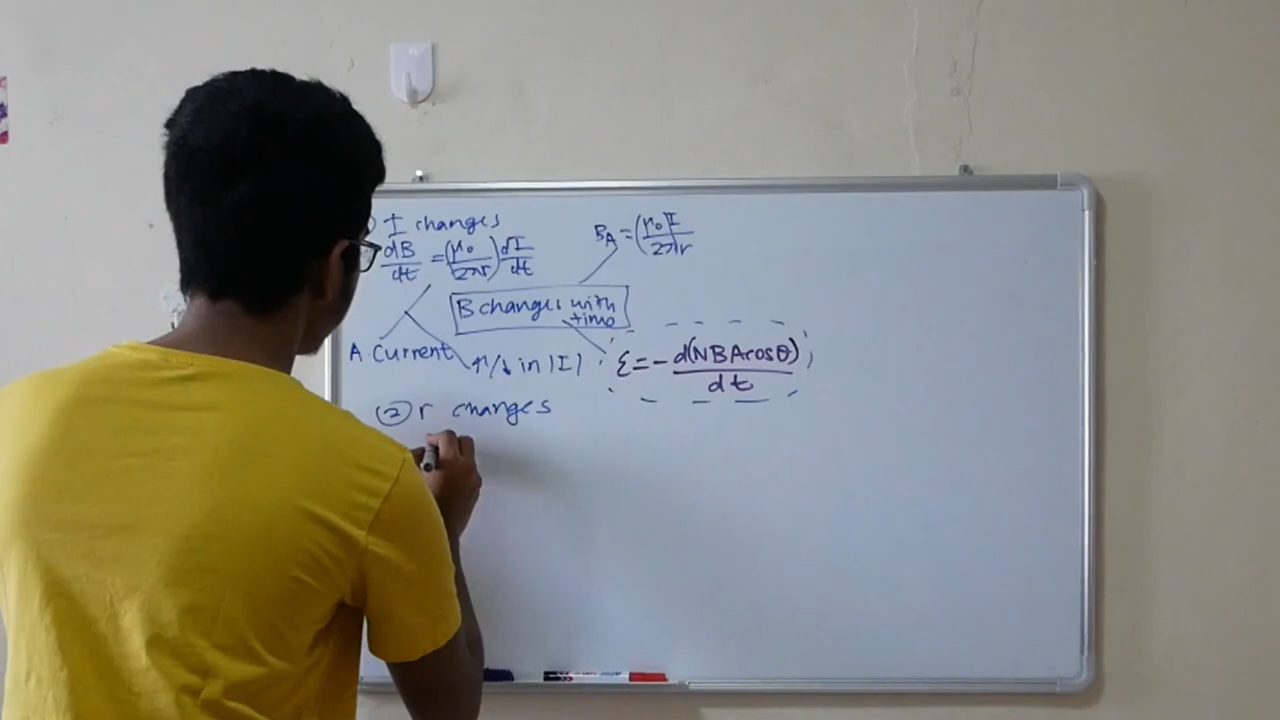 ) I changes
dB/dt = (μ₀/2πr) dI/dt
B_A = (μ₀I/2πr
B changes with time
A. Current
↑/↓ in |I|
ε = - d(NBAcosθ)/dt
② r changes